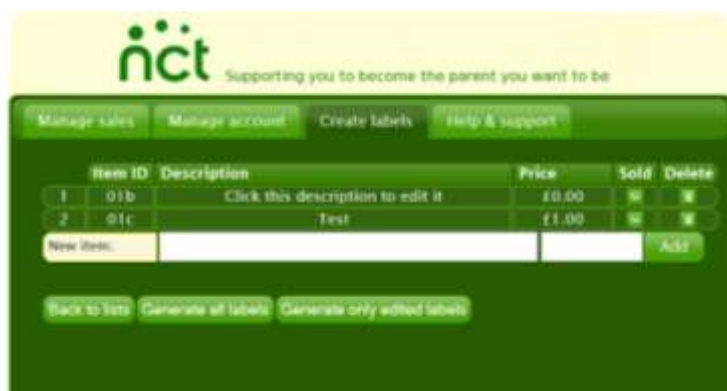 nct Supporting you to become the parent you want to be
Manage sales Manage account Create labels Help & support
Item ID Description Price Sold Delete
1 01b Click this description to edit it £0.00
2 01c Test £1.00
New item: Add
Back to lists Generate all labels Generate only edited labels